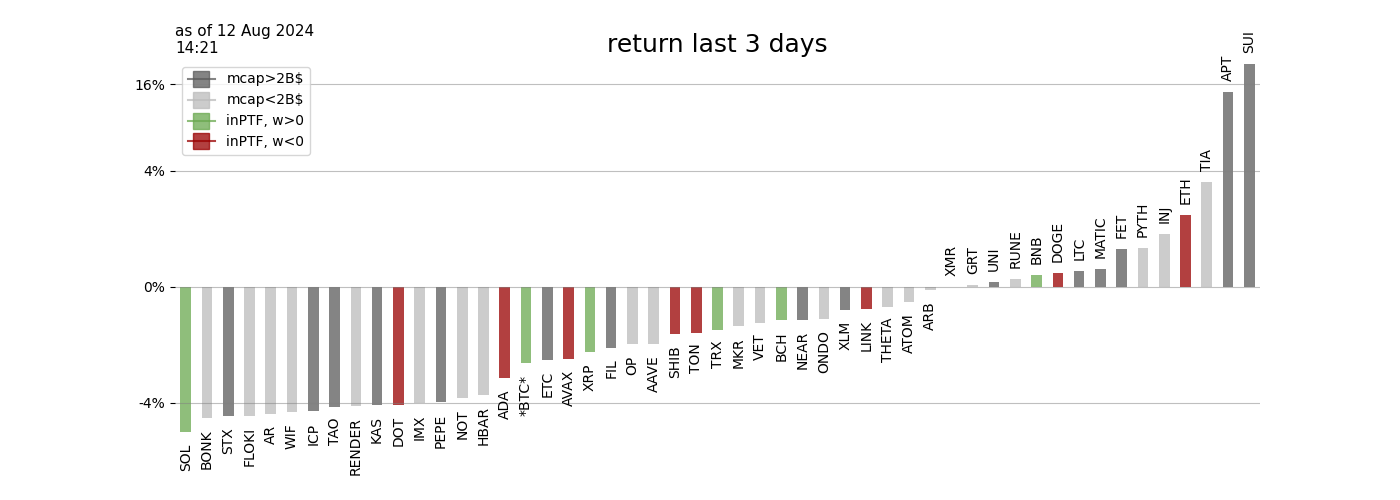 as of 12 Aug 2024
14:21
return last 3 days
mcap>2B$
mcap<2B$
inPTF, w>0
inPTF, w<0
16%
4%
0%
-4%
SOL
BONK
STX
FLOKI
AR
WIF
ICP
TAO
RENDER
KAS
DOT
IMX
PEPE
NOT
HBAR
ADA
*BTC*
ETC
AVAX
XRP
FIL
OP
AAVE
SHIB
TON
TRX
MKR
VET
BCH
NEAR
ONDO
XLM
LINK
THETA
ATOM
ARB
XMR
GRT
UNI
RUNE
BNB
DOGE
LTC
MATIC
FET
PYTH
INJ
ETH
TIA
APT
SUI